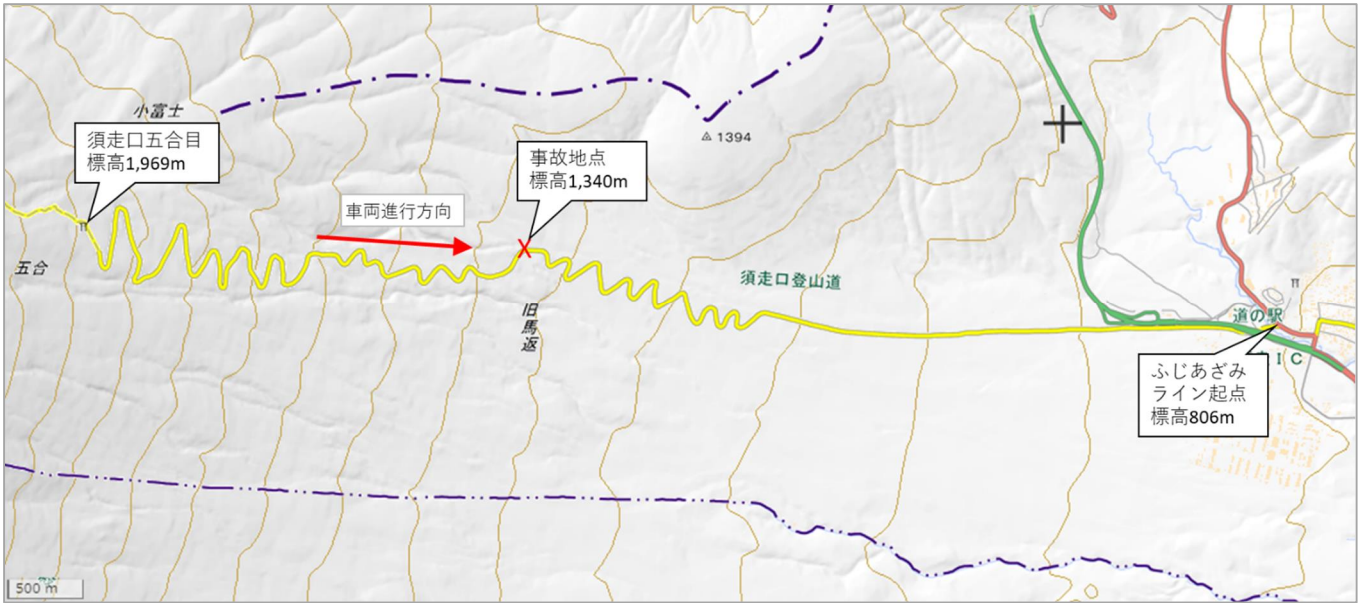 小富士
須走口五合目
標高1,969m
事故地点
標高1,340m
1394
車両進行方向
五合
旧馬返
須走口登山道
道の駅
IC
ふじあざみ
ライン起点
標高806m
500 m